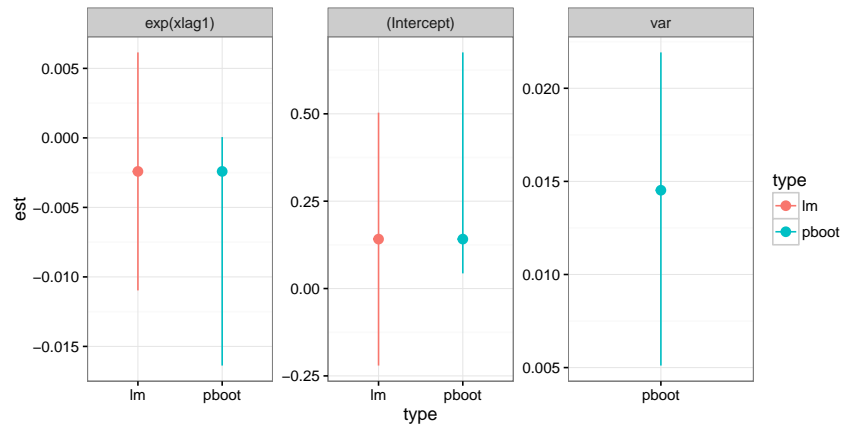 exp(xlag1)
(Intercept)
var
est
0.005
0.000
−0.005
−0.010
−0.015
0.50
0.25
0.00
−0.25
0.020
0.015
0.010
0.005
lm
pboot
lm
pboot
pboot
type
type
lm
pboot